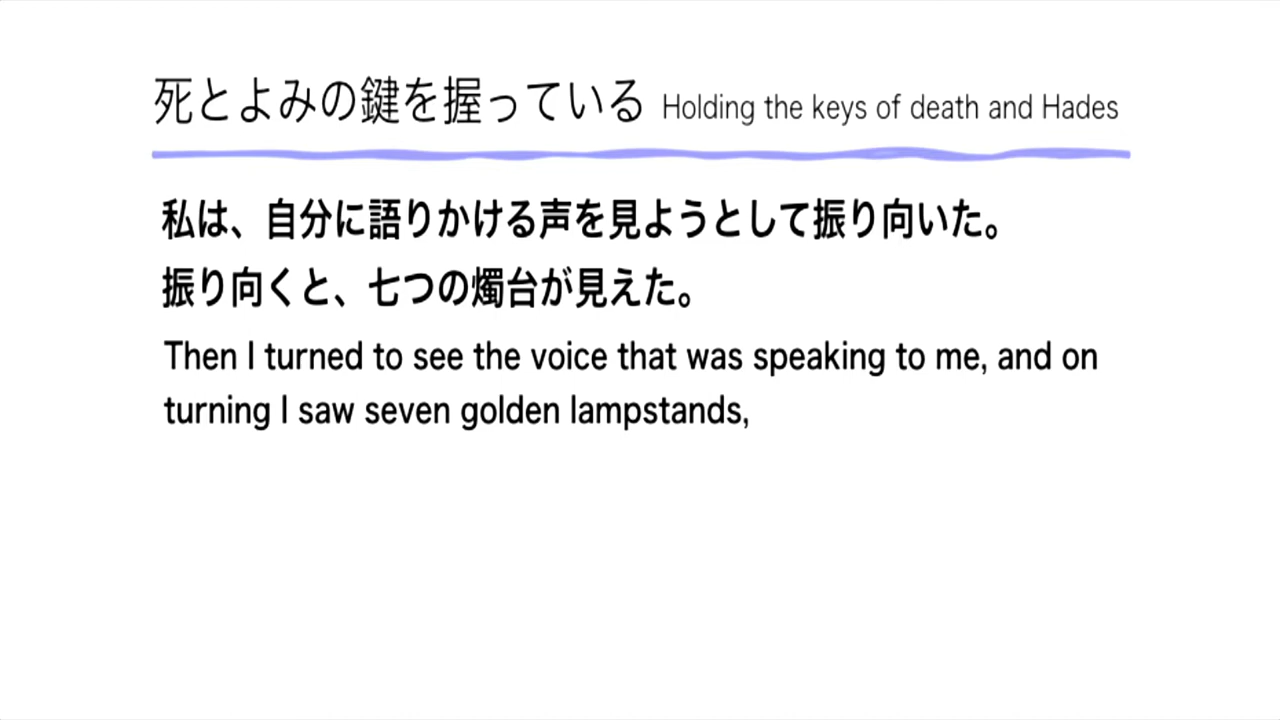 死とよみの鍵を握っている Holding the keys of death and Hades
私は、自分に語りかける声を見ようとして振り向いた。
振り向くと、七つの燭台が見えた。
Then I turned to see the voice that was speaking to me, and on
turning I saw seven golden lampstands,